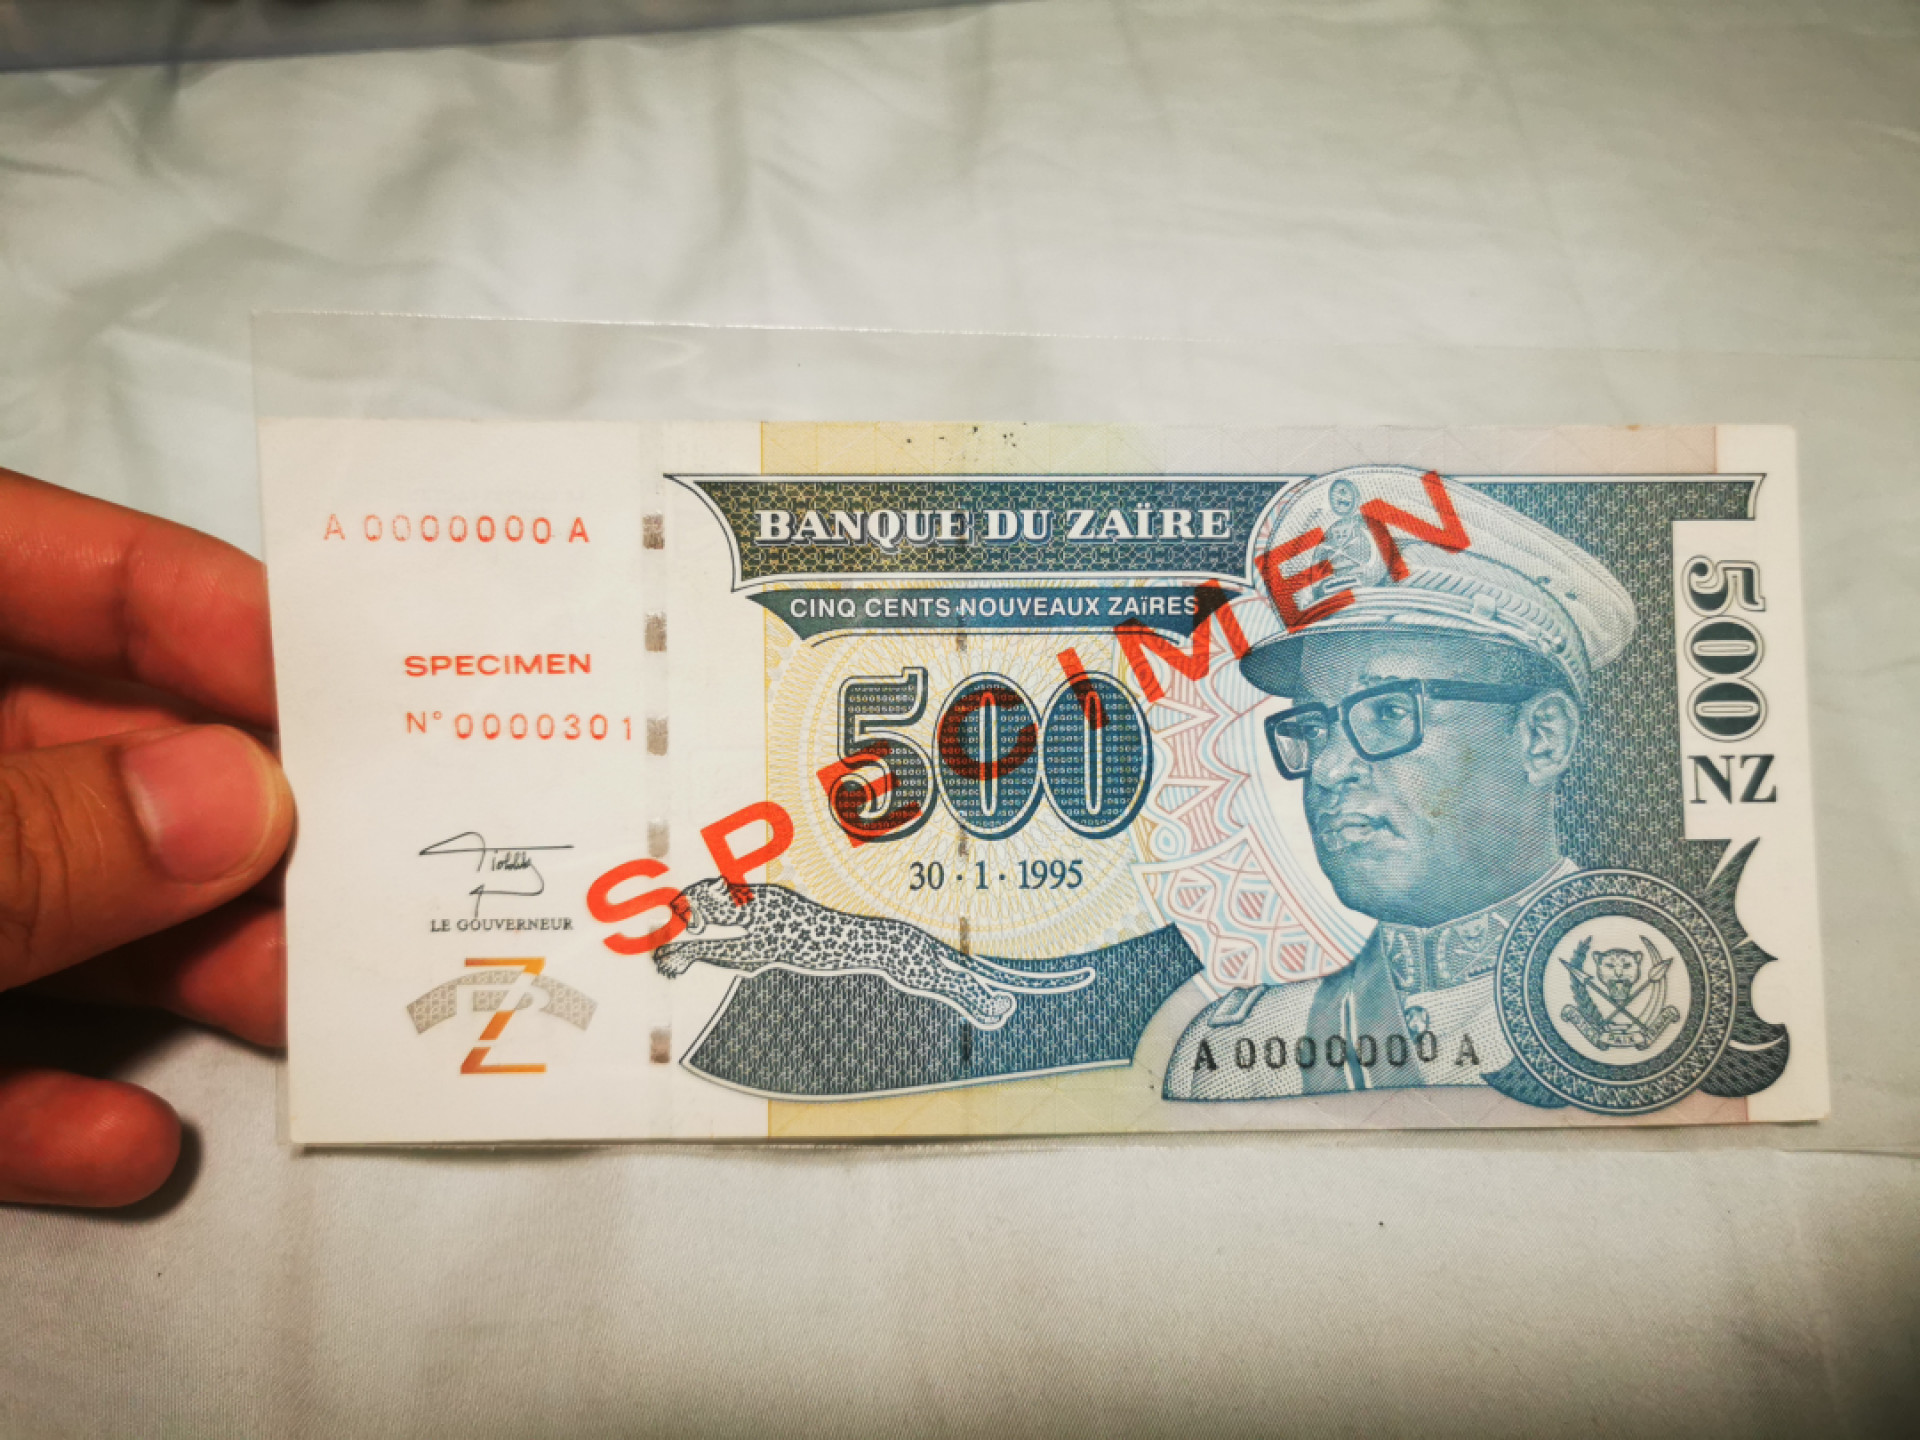 BANQUE DU ZAÏRE
CINQ CENTS NOUVEAUX ZAïRES
500
30·1·1995
SPECIMEN
A 0000000 A
SPECIMEN
N° 0000301
LE GOUVERNEUR
Z
500
NZ
A 0000000 A
PAIX